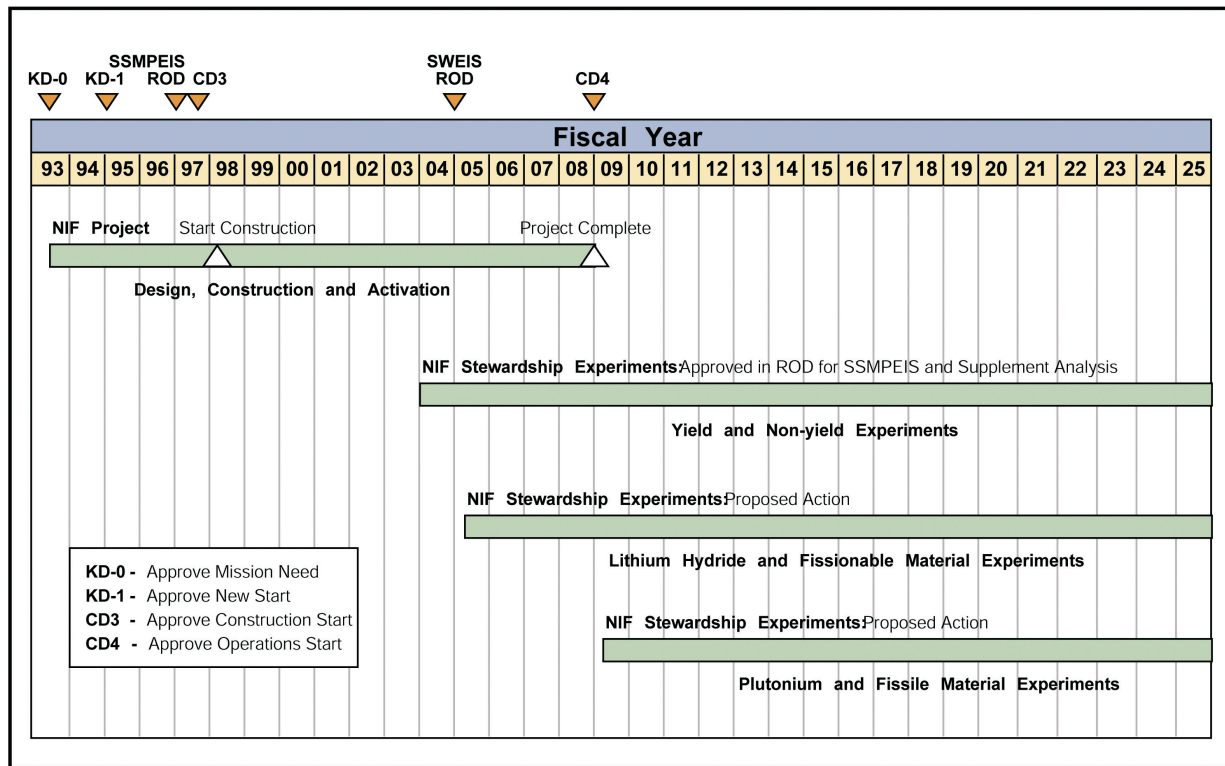 SSMPEIS
SWEIS
KD-0 KD-1 ROD CD3 ROD CD4
Fiscal Year
93 94 95 96 97 98 99 00 01 02 03 04 05 06 07 08 09 10 11 12 13 14 15 16 17 18 19 20 21 22 23 24 25
NIF Project Start Construction Project Complete
Design, Construction and Activation
NIF Stewardship Experiments: Approved in ROD for SSMPEIS and Supplement Analysis
Yield and Non-yield Experiments
NIF Stewardship Experiments: Proposed Action
Lithium Hydride and Fissionable Material Experiments
KD-0 - Approve Mission Need
KD-1 - Approve New Start
CD3 - Approve Construction Start
CD4 - Approve Operations Start
NIF Stewardship Experiments: Proposed Action
Plutonium and Fissile Material Experiments